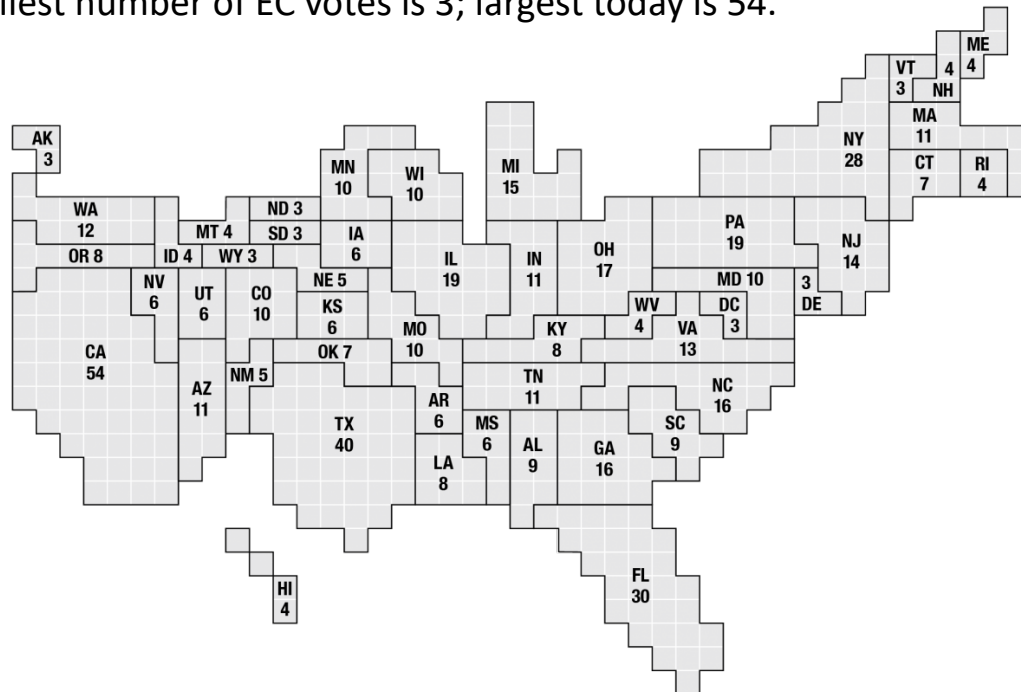 llest number of EC votes is 3; largest today is 54.
ME
4
VT
3
4
NH
MA
11
AK
3
NY
28
CT
7
RI
4
MN
10
WI
10
MI
15
WA
12
ND 3
MT 4
SD 3
IA
6
PA
19
NJ
14
OR 8
ID 4
WY 3
IL
19
IN
11
OH
17
NV
6
UT
6
CO
10
NE 5
KS
6
MD 10
3
DE
WV
4
DC
3
MO
10
KY
8
VA
13
CA
54
OK 7
NM 5
AZ
11
TN
11
NC
16
AR
6
TX
40
MS
6
AL
9
GA
16
SC
9
LA
8
HI
4
FL
30